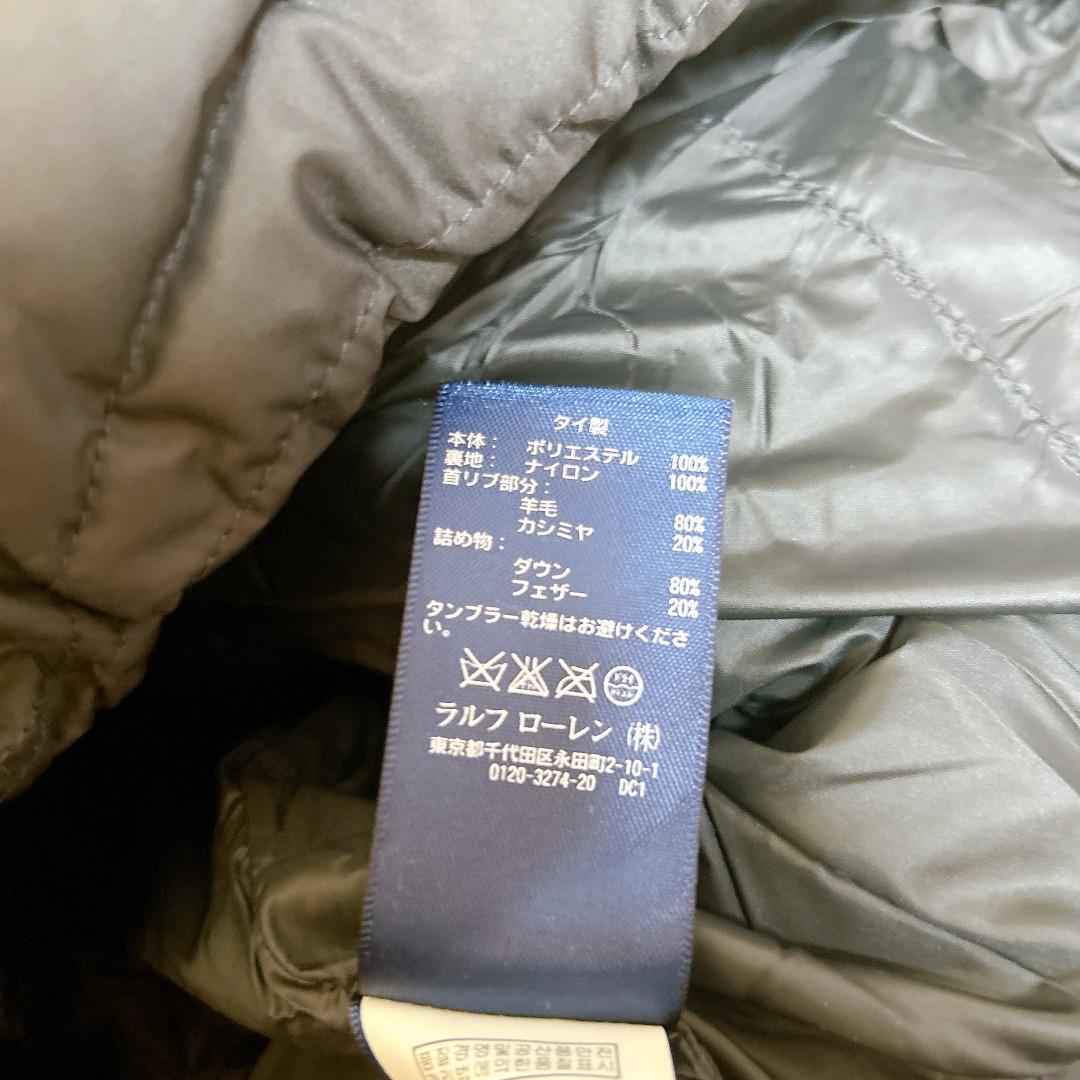 タイ製
本体： ポリエステル 100%
裏地： ナイロン 100%
首リブ部分：
羊毛 80%
カシミヤ 20%
詰め物：
ダウン 80%
フェザー 20%
タンブラー乾燥はお避けくださ
い。
ドライ
ラルフ ローレン (株)
東京都千代田区永田町2-10-1
0120-3274-20 DC1